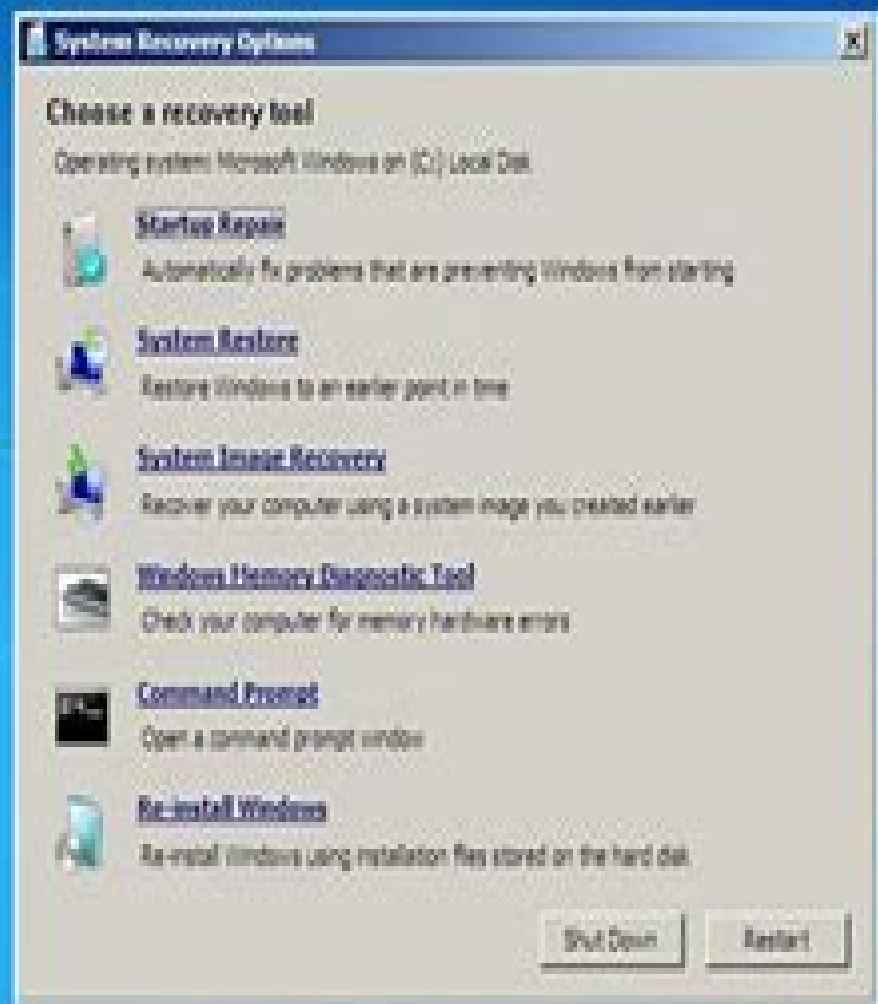 System Recovery Options
Choose a recovery tool
Operating system: Microsoft Windows on (C:) Local Disk
Startup Repair
Automatically fix problems that are preventing Windows from starting
System Restore
Restore Windows to an earlier point in time
System Image Recovery
Recover your computer using a system image you created earlier
Windows Memory Diagnostic Tool
Check your computer for memory hardware errors
Command Prompt
Open a command prompt window
Re-install Windows
Re-install Windows using installation files stored on the hard disk
Shut Down
Restart